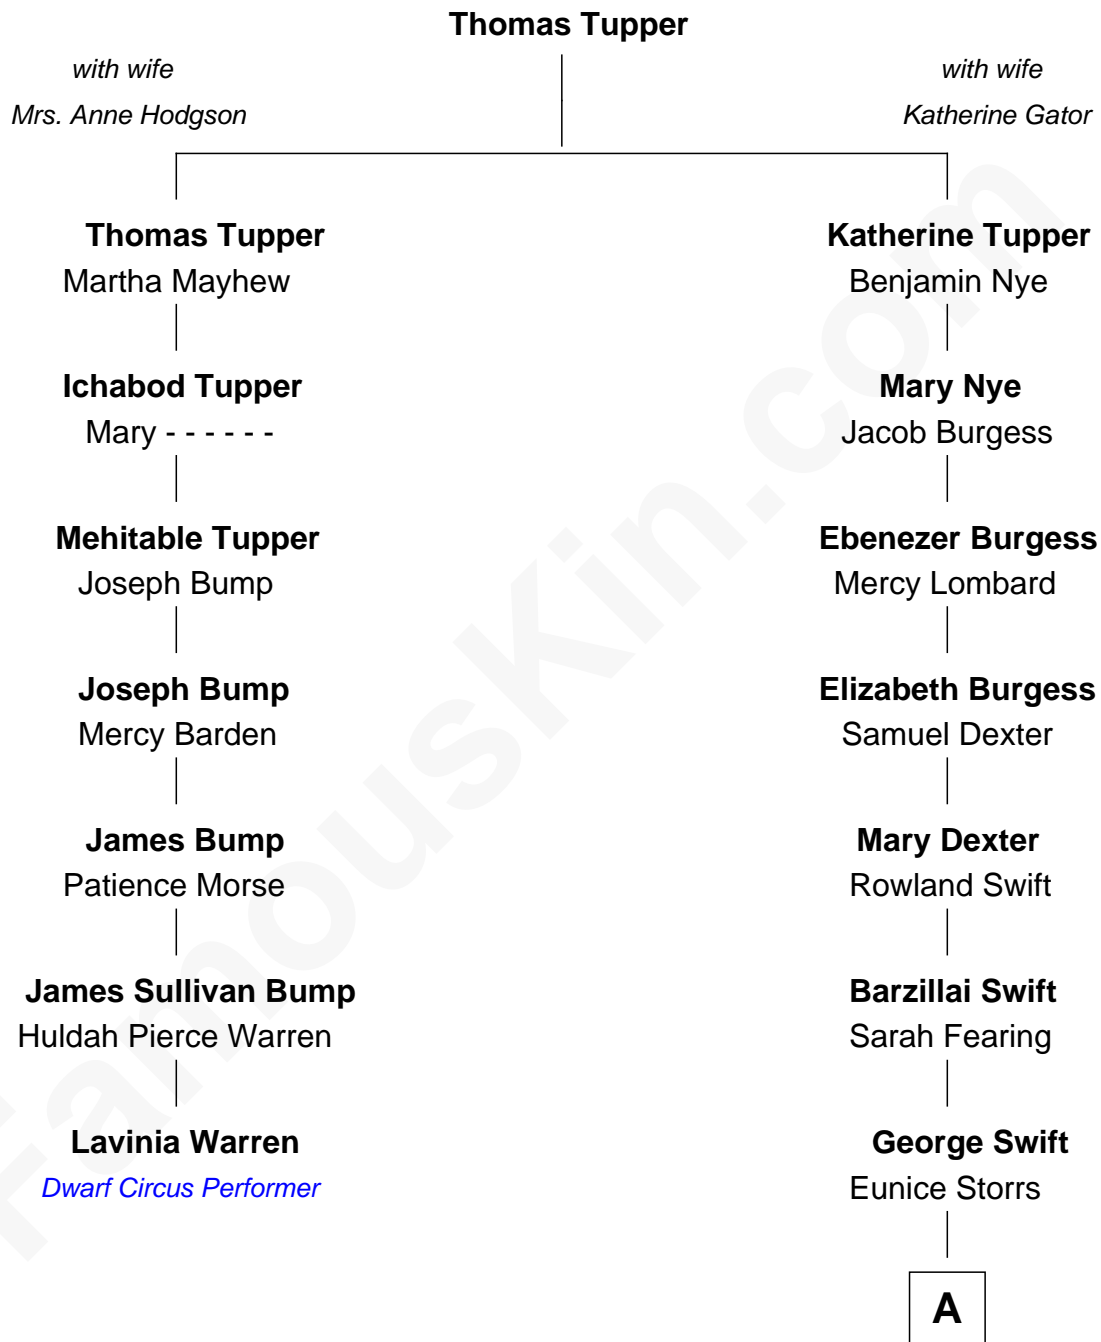 Thomas Tupper
with wife
Mrs. Anne Hodgson
with wife
Katherine Gator
Thomas Tupper
Martha Mayhew
Katherine Tupper
Benjamin Nye
Ichabod Tupper
Mary - - - - - -
Mary Nye
Jacob Burgess
Mehitable Tupper
Joseph Bump
Ebenezer Burgess
Mercy Lombard
Joseph Bump
Mercy Barden
Elizabeth Burgess
Samuel Dexter
James Bump
Patience Morse
Mary Dexter
Rowland Swift
James Sullivan Bump
Huldah Pierce Warren
Barzillai Swift
Sarah Fearing
Lavinia Warren
Dwarf Circus Performer
George Swift
Eunice Storrs
A
FamousKin.com